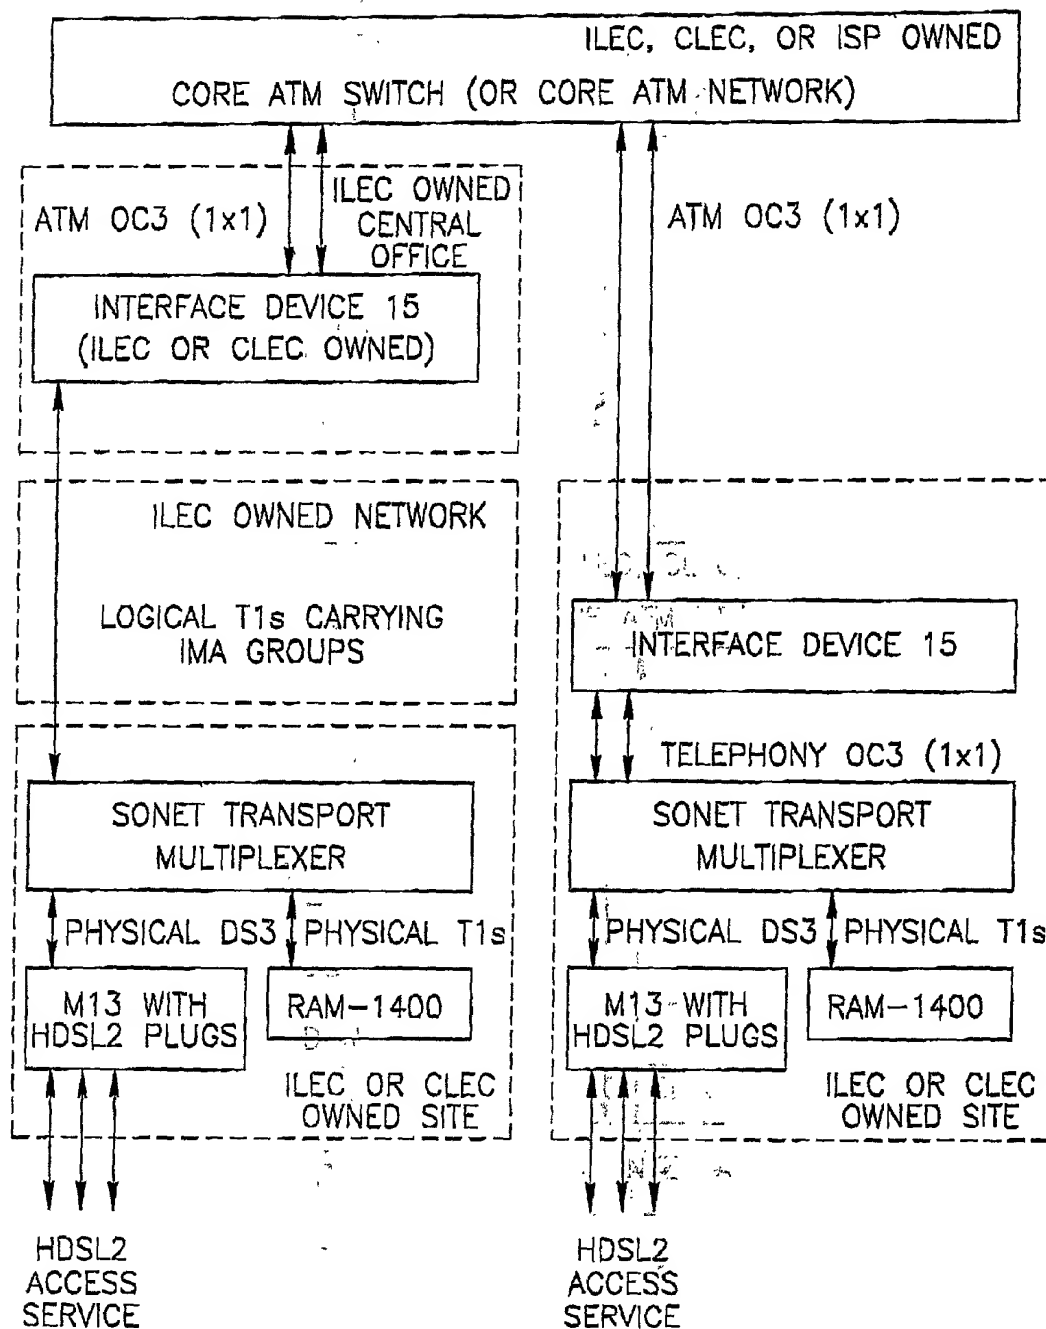 ILEC, CLEC, OR ISP OWNED
CORE ATM SWITCH (OR CORE ATM NETWORK)
ATM OC3 (1x1)
ILEC OWNED
CENTRAL
OFFICE
ATM OC3 (1x1)
INTERFACE DEVICE 15
(ILEC OR CLEC OWNED)
ILEC OWNED NETWORK
LOGICAL T1s CARRYING
IMA GROUPS
INTERFACE DEVICE 15
TELEPHONY OC3 (1x1)
SONET TRANSPORT
MULTIPLEXER
SONET TRANSPORT
MULTIPLEXER
PHYSICAL DS3
PHYSICAL T1s
PHYSICAL DS3
PHYSICAL T1s
M13 WITH
HDSL2 PLUGS
RAM-1400
M13 WITH
HDSL2 PLUGS
RAM-1400
ILEC OR CLEC
OWNED SITE
ILEC OR CLEC
OWNED SITE
HDSL2
ACCESS
SERVICE
HDSL2
ACCESS
SERVICE